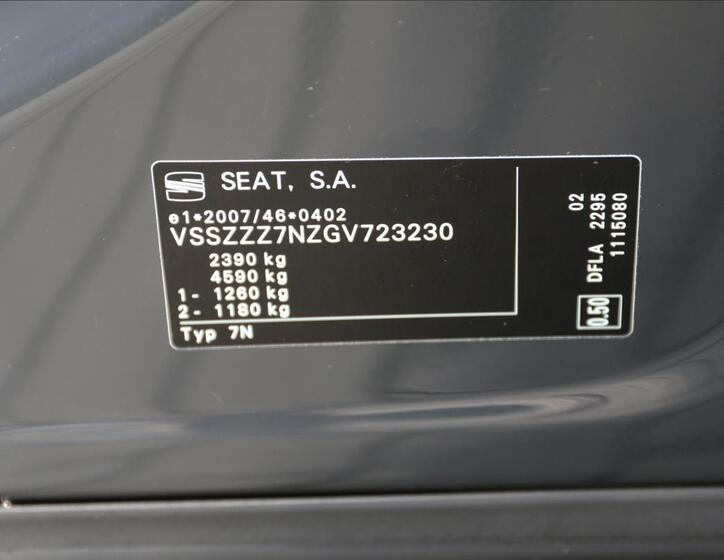 SEAT, S.A.
e1*2007/46*0402
VSSZZZ7NZGV723230
2390 kg
4590 kg
1- 1260 kg
2- 1180 kg
Typ 7N
02
DFLA 2295
1115080
0.50